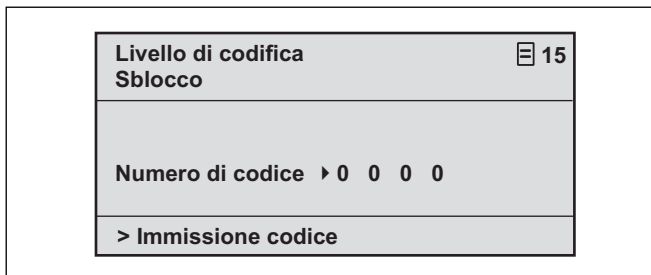 Livello di codifica 15
Sblocco
Numero di codice 0 0 0 0
> Immissione codice